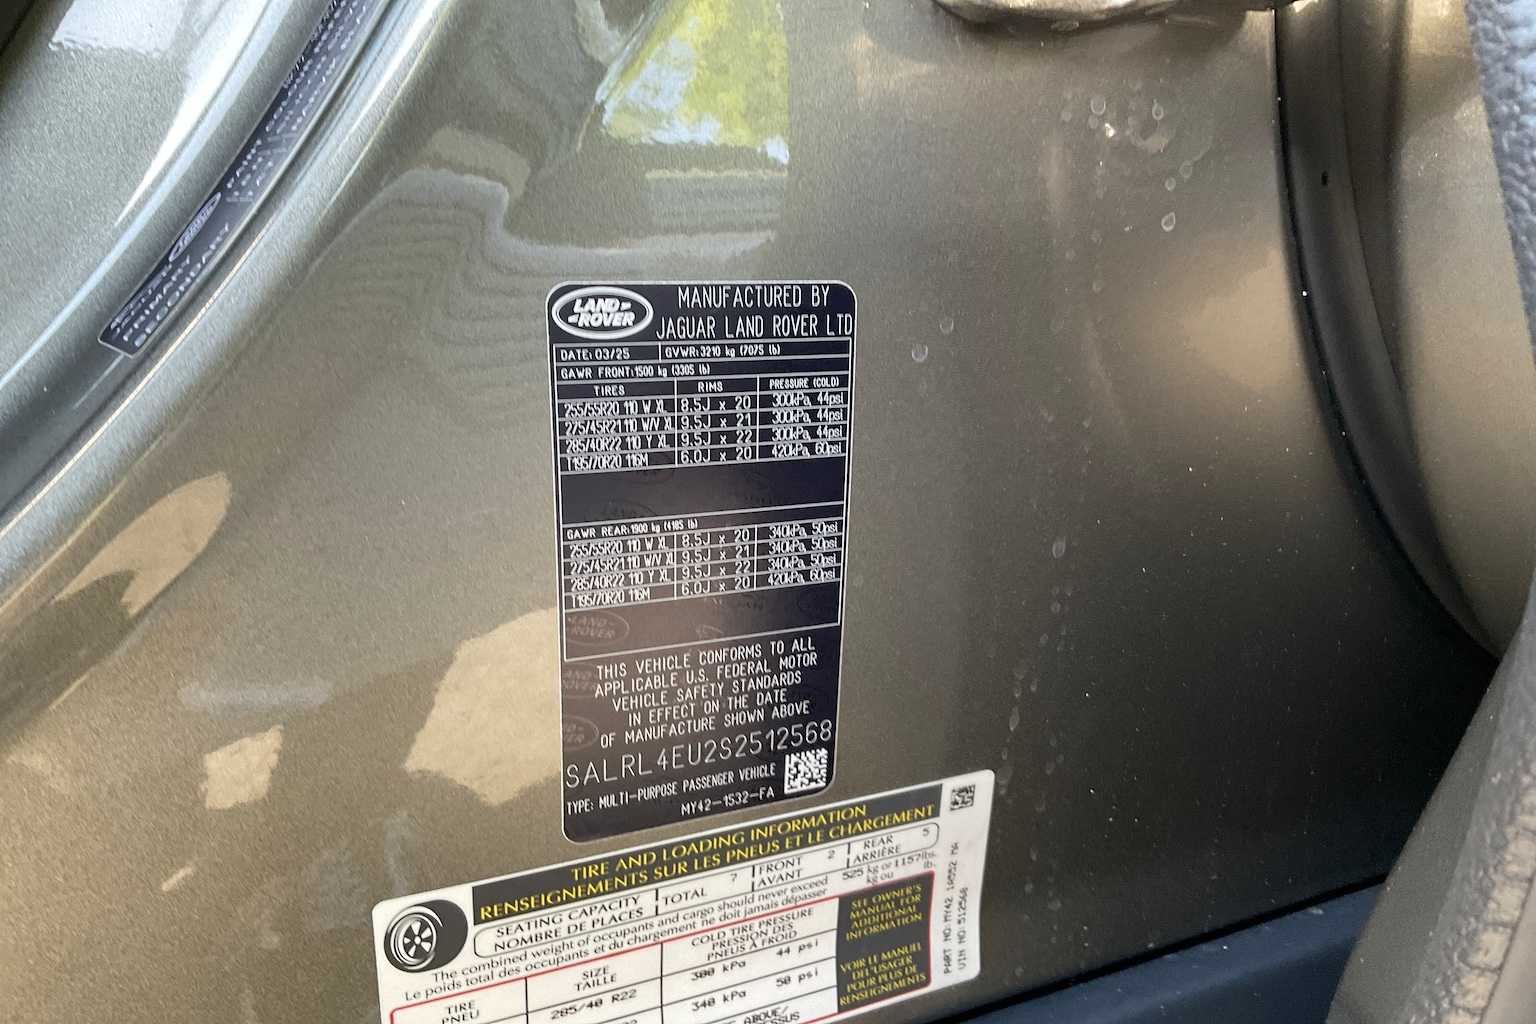 PRIMARY
SECONDARY
LAND-
-ROVER
MANUFACTURED BY
JAGUAR LAND ROVER LTD
DATE: 03/25 GVWR: 3210 kg (7075 lb)
GAWR FRONT: 1500 kg (3305 lb)
TIRES RIMS PRESSURE (COLD)
255/55R20 110 W XL 8.5J x 20 300kPa, 44psi
275/45R21 110 W/V XL 9.5J x 21 300kPa, 44psi
285/40R22 110 Y XL 9.5J x 22 300kPa, 44psi
T195/70R20 116M 6.0J x 20 420kPa, 60psi
GAWR REAR: 1900 kg (4185 lb)
255/55R20 110 W XL 8.5J x 20 340kPa, 50psi
275/45R21 110 W/V XL 9.5J x 21 340kPa, 50psi
285/40R22 110 Y XL 9.5J x 22 340kPa, 50psi
T195/70R20 116M 6.0J x 20 420kPa, 60psi
THIS VEHICLE CONFORMS TO ALL
APPLICABLE U.S. FEDERAL MOTOR
VEHICLE SAFETY STANDARDS
IN EFFECT ON THE DATE
OF MANUFACTURE SHOWN ABOVE
SALRL4EU2S2512568
TYPE: MULTI-PURPOSE PASSENGER VEHICLE
MY42-1532-FA
TIRE AND LOADING INFORMATION
RENSEIGNEMENTS SUR LES PNEUS ET LE CHARGEMENT
SEATING CAPACITY TOTAL 7 FRONT 2 REAR 5
NOMBRE DE PLACES AVANT ARRIÈRE
The combined weight of occupants and cargo should never exceed 525 kg or 1157 lbs.
Le poids total des occupants et du chargement ne doit jamais dépasser kg ou lb.
TIRE SIZE COLD TIRE PRESSURE
PNEU TAILLE PRESSION DES
PNEUS À FROID
285/40 R22 300 kPa 44 psi
340 kPa 50 psi
ABOVE/
SEE OWNER'S
MANUAL FOR
ADDITIONAL
INFORMATION
VOIR LE MANUEL
DE L'USAGER
POUR PLUS DE
RENSEIGNEMENTS
PART NO: MY42 1A552 MA
VIN NO: 512568